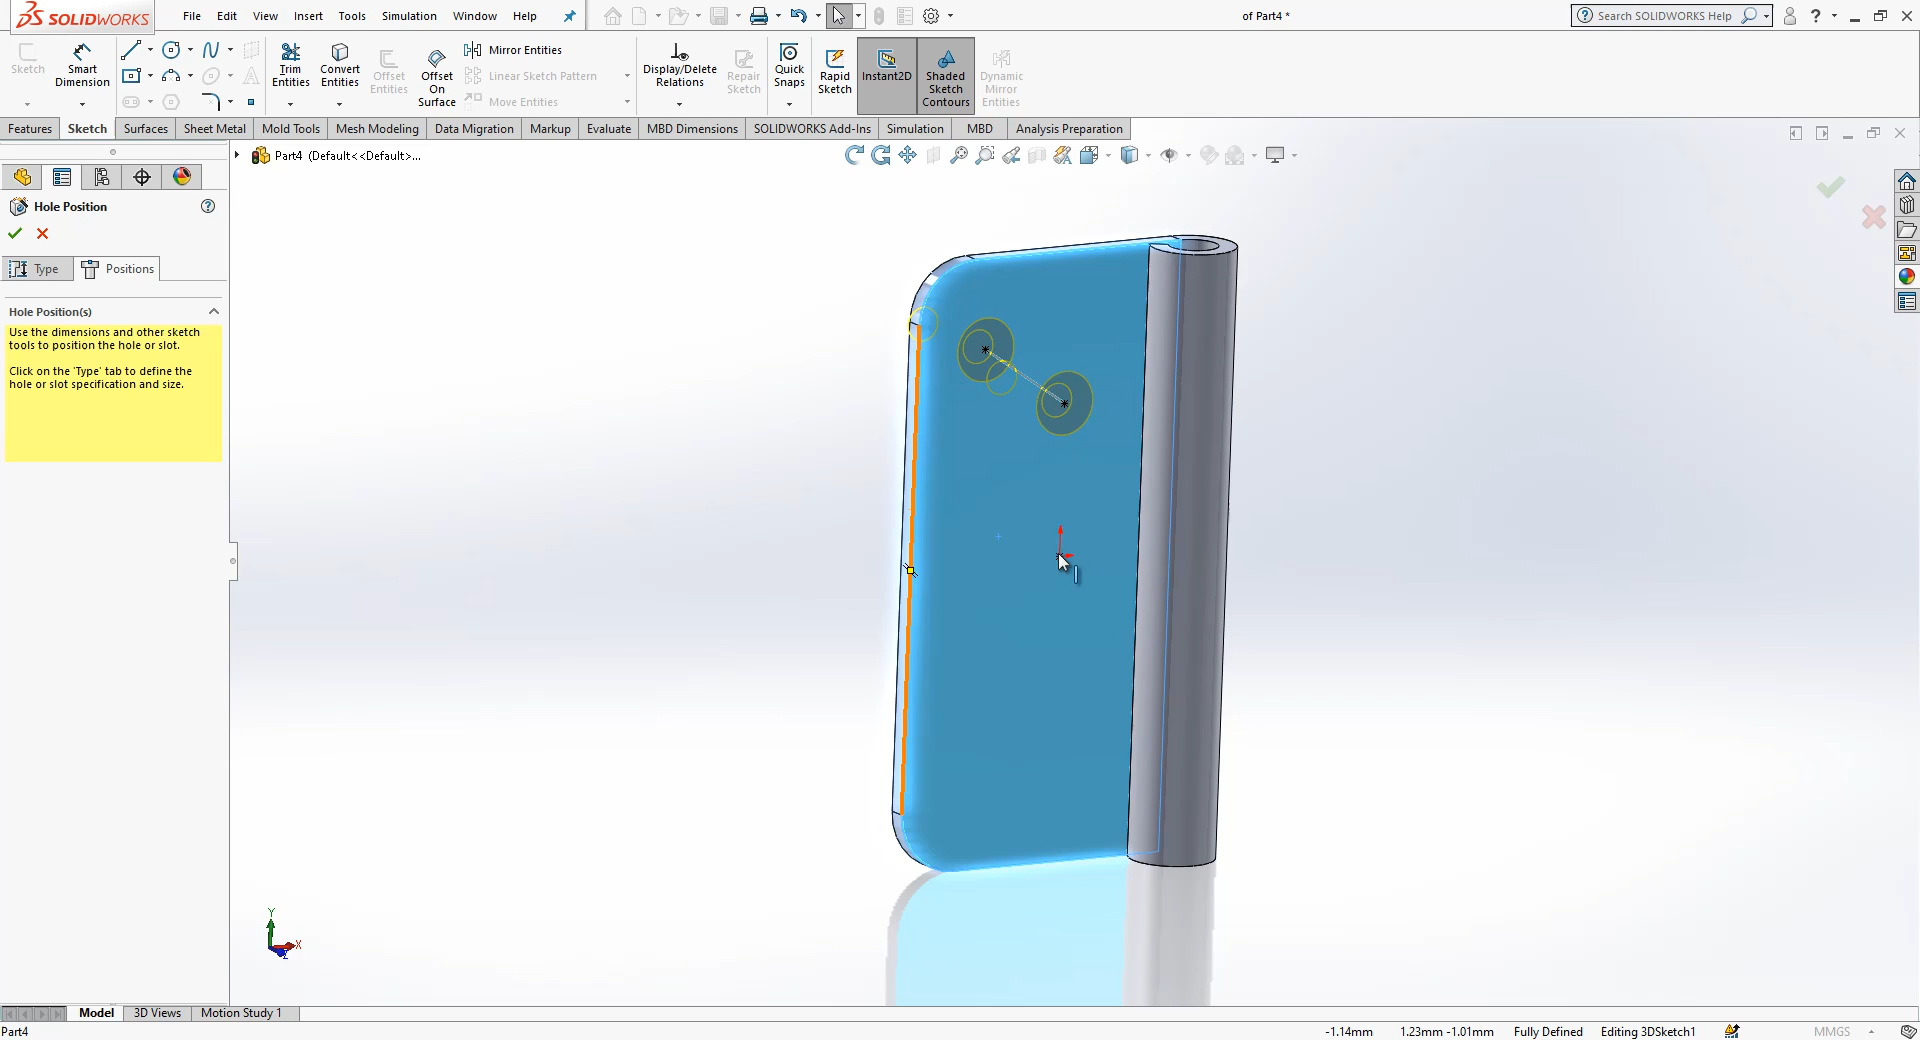 SOLIDWORKS File Edit View Insert Tools Simulation Window Help of Part4 * Search SOLIDWORKS Help ?
Sketch Smart Dimension Trim Entities Convert Entities Offset Entities Offset On Surface Mirror Entities Display/Delete Relations Repair Sketch Quick Snaps Rapid Sketch Instant2D Shaded Sketch Contours Dynamic Mirror Entities
Linear Sketch Pattern
Move Entities
Features Sketch Surfaces Sheet Metal Mold Tools Mesh Modeling Data Migration Markup Evaluate MBD Dimensions SOLIDWORKS Add-Ins Simulation MBD Analysis Preparation
Part4 (Default<<Default>...
Hole Position
Type Positions
Hole Position(s)
Use the dimensions and other sketch
tools to position the hole or slot.
Click on the 'Type' tab to define the
hole or slot specification and size.
Y
X
Z
Model 3D Views Motion Study 1
Part4 -1.14mm 1.23mm -1.01mm Fully Defined Editing 3DSketch1 MMGS